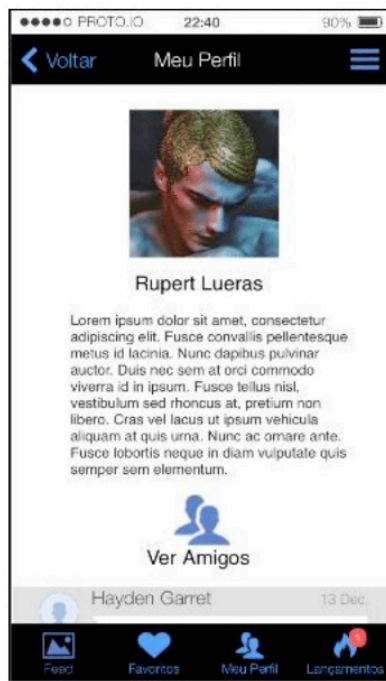 PROTO.IO 22:40 90%
Voltar Meu Perfil
Rupert Lueras
Lorem ipsum dolor sit amet, consectetur
adipiscing elit. Fusce convallis pellentesque
metus id lacinia. Nunc dapibus pulvinar
auctor. Duis nec sem at orci commodo
viverra id in ipsum. Fusce tellus nisl,
vestibulum sed rhoncus at, pretium non
libero. Cras vel lacus ut ipsum vehicula
aliquam at quis urna. Nunc ac ornare ante.
Fusce lobortis neque in diam vulputate quis
semper sem elementum.
Ver Amigos
Hayden Garret 13 Dec.
Feed Favoritos Meu Perfil Lançamentos